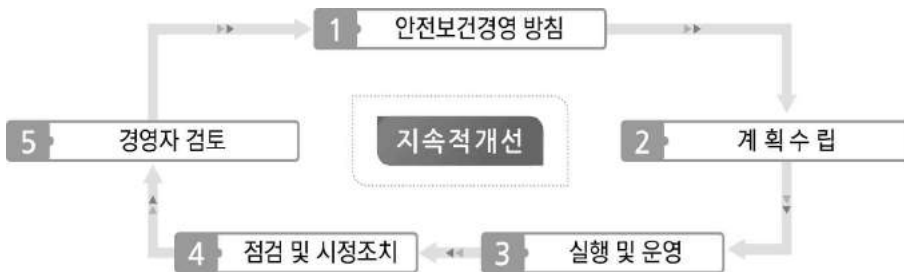 1 안전보건경영 방침
2 계 획 수 립
3 실행 및 운영
4 점검 및 시정조치
5 경영자 검토
지속적개선